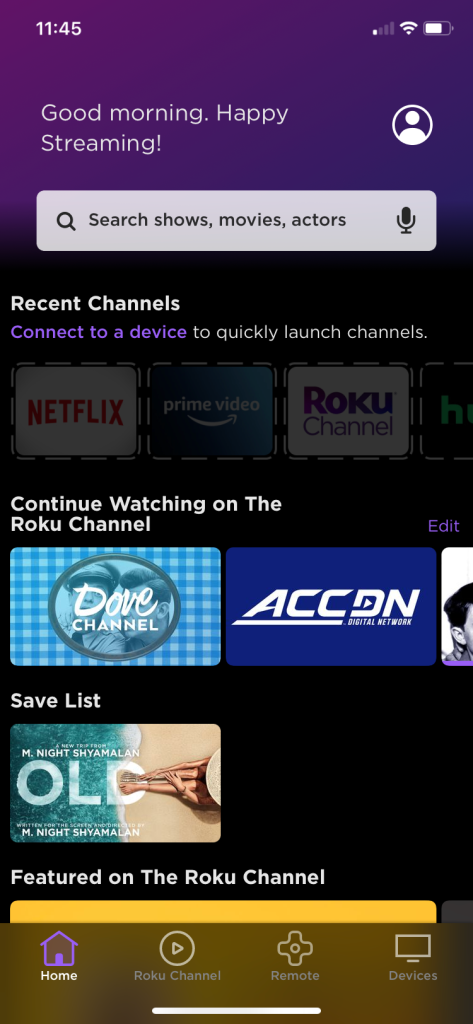 11:45
Good morning. Happy
Streaming!
Search shows, movies, actors
Recent Channels
Connect to a device to quickly launch channels.
NETFLIX
prime video
Roku
Channel
Continue Watching on The
Roku Channel
Edit
Dove
CHANNEL
ACCDN
DIGITAL NETWORK
Save List
A NEW TRIP FROM
M. NIGHT SHYAMALAN
OLD
WRITTEN FOR THE SCREEN AND DIRECTED BY
M. NIGHT SHYAMALAN
Featured on The Roku Channel
Home
Roku Channel
Remote
Devices